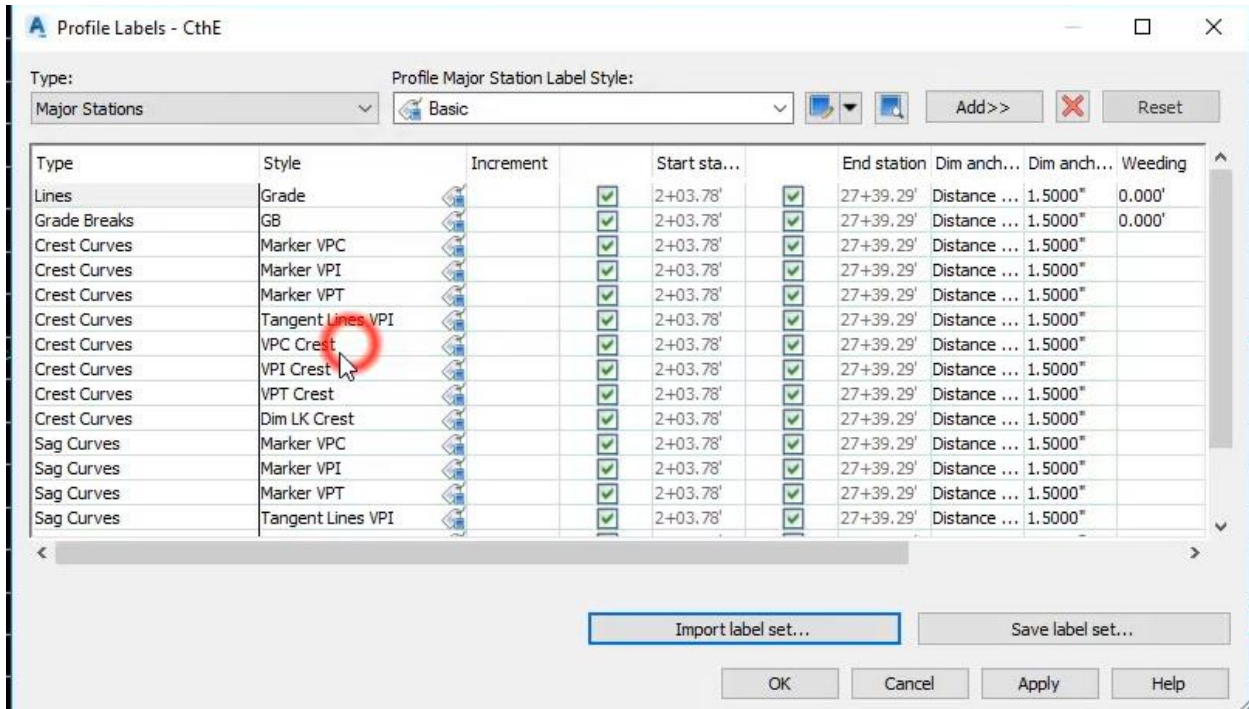 Profile Labels - CthE
Type: Profile Major Station Label Style:
Major Stations Basic Add>> Reset
Type Style Increment Start sta... End station Dim anch... Dim anch... Weeding
Lines Grade 2+03.78' 27+39.29' Distance ... 1.5000" 0.000'
Grade Breaks GB 2+03.78' 27+39.29' Distance ... 1.5000" 0.000'
Crest Curves Marker VPC 2+03.78' 27+39.29' Distance ... 1.5000"
Crest Curves Marker VPI 2+03.78' 27+39.29' Distance ... 1.5000"
Crest Curves Marker VPT 2+03.78' 27+39.29' Distance ... 1.5000"
Crest Curves Tangent Lines VPI 2+03.78' 27+39.29' Distance ... 1.5000"
Crest Curves VPC Crest 2+03.78' 27+39.29' Distance ... 1.5000"
Crest Curves VPI Crest 2+03.78' 27+39.29' Distance ... 1.5000"
Crest Curves VPT Crest 2+03.78' 27+39.29' Distance ... 1.5000"
Crest Curves Dim LK Crest 2+03.78' 27+39.29' Distance ... 1.5000"
Sag Curves Marker VPC 2+03.78' 27+39.29' Distance ... 1.5000"
Sag Curves Marker VPI 2+03.78' 27+39.29' Distance ... 1.5000"
Sag Curves Marker VPT 2+03.78' 27+39.29' Distance ... 1.5000"
Sag Curves Tangent Lines VPI 2+03.78' 27+39.29' Distance ... 1.5000"
Import label set... Save label set...
OK Cancel Apply Help